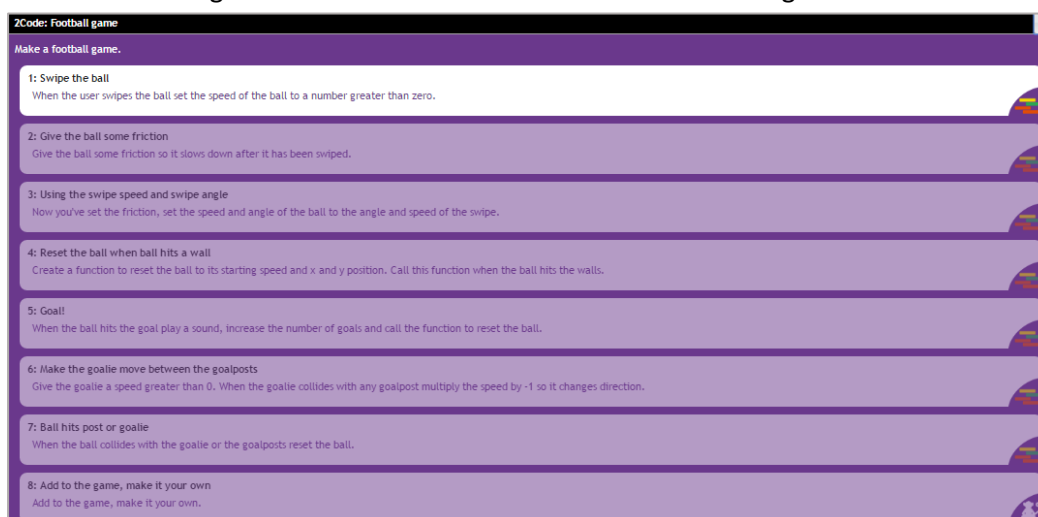 2Code: Football game
Make a football game.
1: Swipe the ball
When the user swipes the ball set the speed of the ball to a number greater than zero.
2: Give the ball some friction
Give the ball some friction so it slows down after it has been swiped.
3: Using the swipe speed and swipe angle
Now you've set the friction, set the speed and angle of the ball to the angle and speed of the swipe.
4: Reset the ball when ball hits a wall
Create a function to reset the ball to its starting speed and x and y position. Call this function when the ball hits the walls.
5: Goal!
When the ball hits the goal play a sound, increase the number of goals and call the function to reset the ball.
6: Make the goalie move between the goalposts
Give the goalie a speed greater than 0. When the goalie collides with any goalpost multiply the speed by -1 so it changes direction.
7: Ball hits post or goalie
When the ball collides with the goalie or the goalposts reset the ball.
8: Add to the game, make it your own
Add to the game, make it your own.